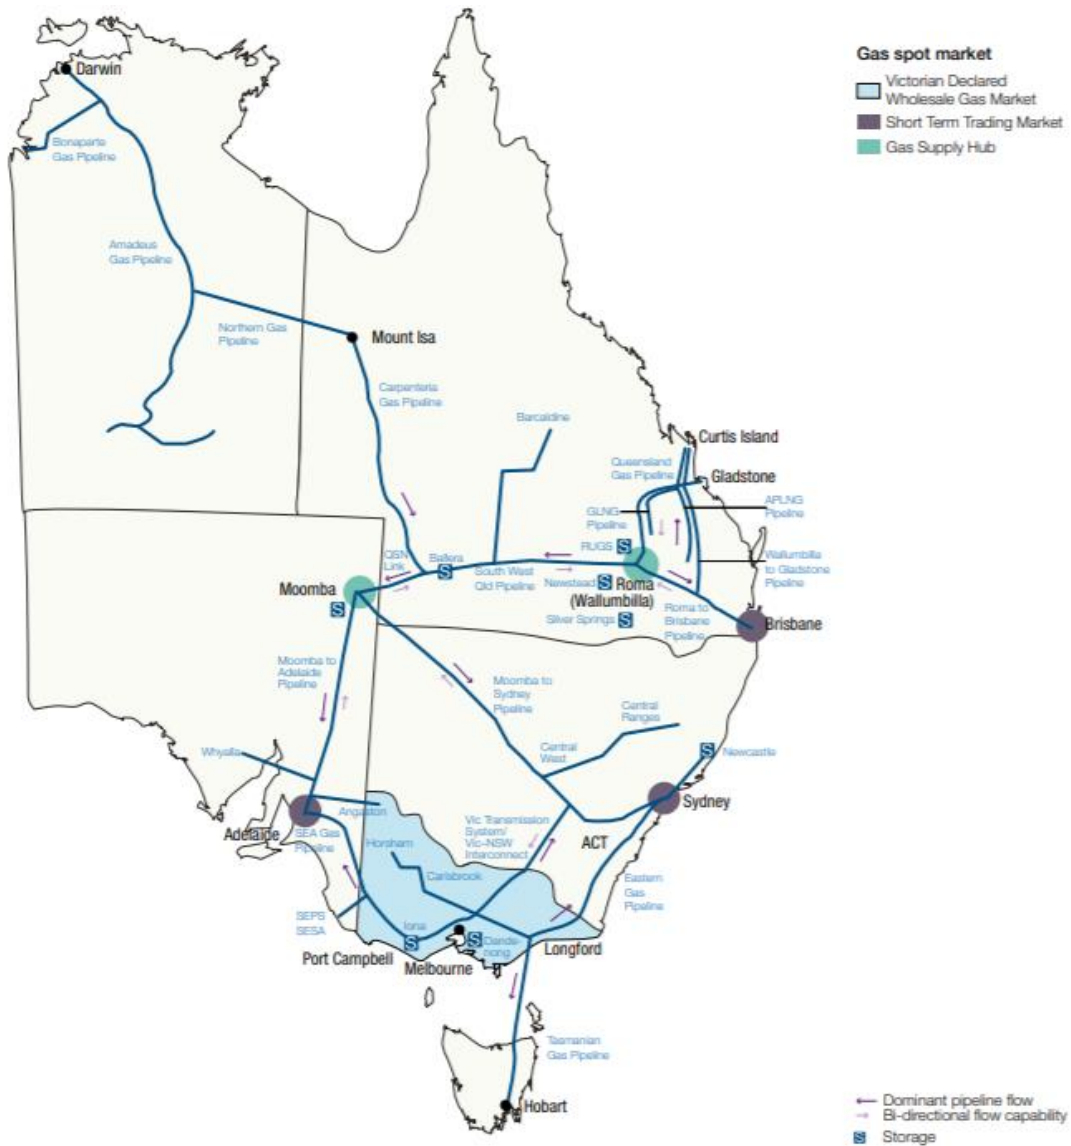 Gas spot market
Victorian Declared
Wholesale Gas Market
Short Term Trading Market
Gas Supply Hub
Darwin
Bonaparte
Gas Pipeline
Amadeus
Gas Pipeline
Northern Gas
Pipeline
Mount Isa
Carpenteria
Gas Pipeline
Barcaldine
Curtis Island
Queensland
Gas Pipeline
Gladstone
GLNG
Pipeline
APLNG
Pipeline
RUGS
S
Wallumbilla
to Gladstone
Pipeline
QSN
Link
Ballera
S
South West
Qld Pipeline
Newstead
S
Roma
(Wallumbilla)
Silver Springs
S
Roma to
Brisbane
Pipeline
Brisbane
Moomba
S
Moomba to
Adelaide
Pipeline
Moomba to
Sydney
Pipeline
Central
Ranges
Central
West
Whyalla
S
Newcastle
Sydney
Adelaide
Angaston
SEA Gas
Pipeline
Horsham
Vic Transmission
System/
Vic–NSW
Interconnect
ACT
Carisbrook
Eastern
Gas
Pipeline
SEPS
SESA
Iona
S
S
Dande-
nong
Port Campbell
Melbourne
Longford
Tasmanian
Gas Pipeline
Hobart
Dominant pipeline flow
Bi-directional flow capability
S
Storage